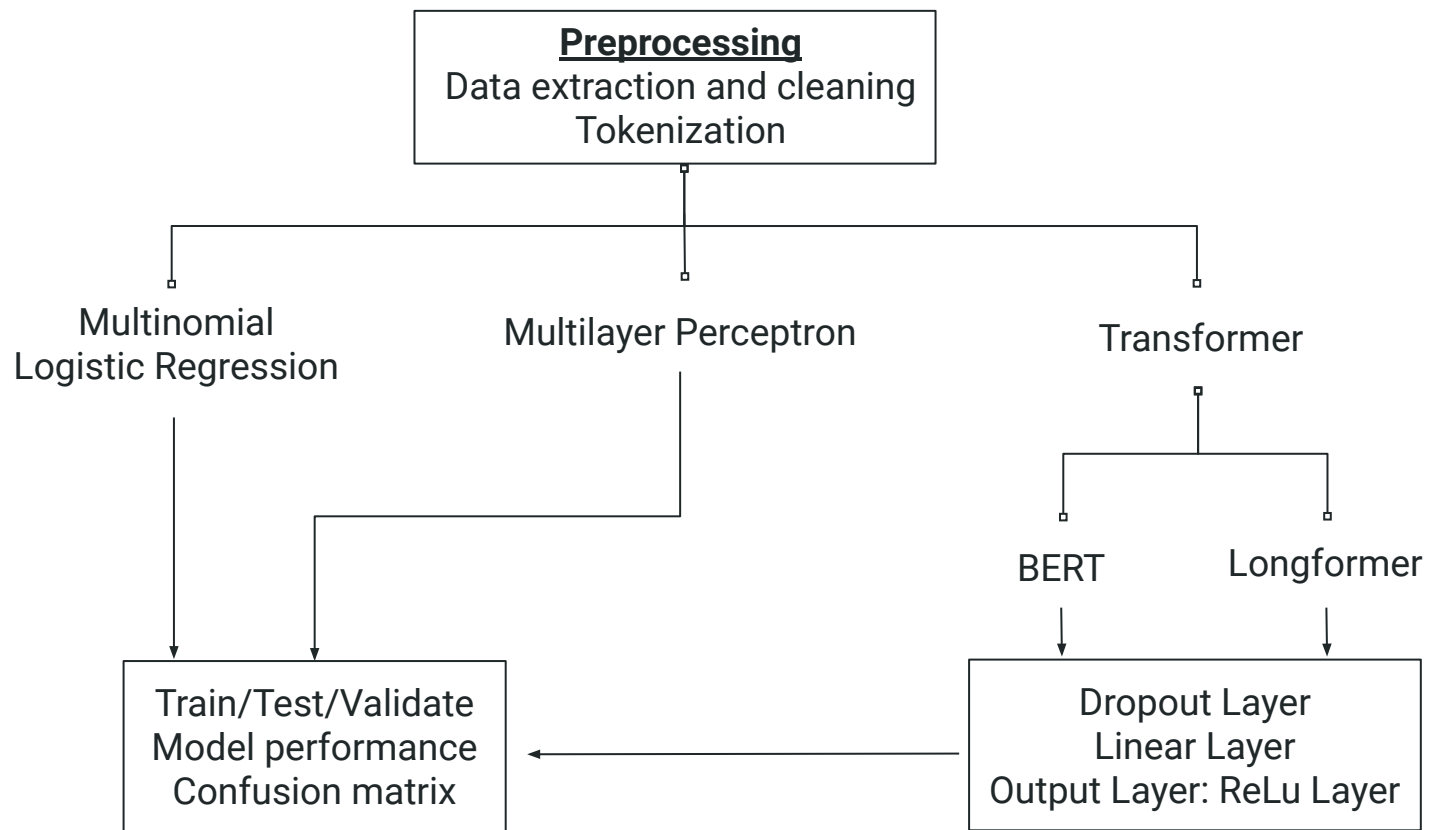 Preprocessing
Data extraction and cleaning
Tokenization
Multinomial
Logistic Regression
Multilayer Perceptron
Transformer
BERT
Longformer
Train/Test/Validate
Model performance
Confusion matrix
Dropout Layer
Linear Layer
Output Layer: ReLu Layer